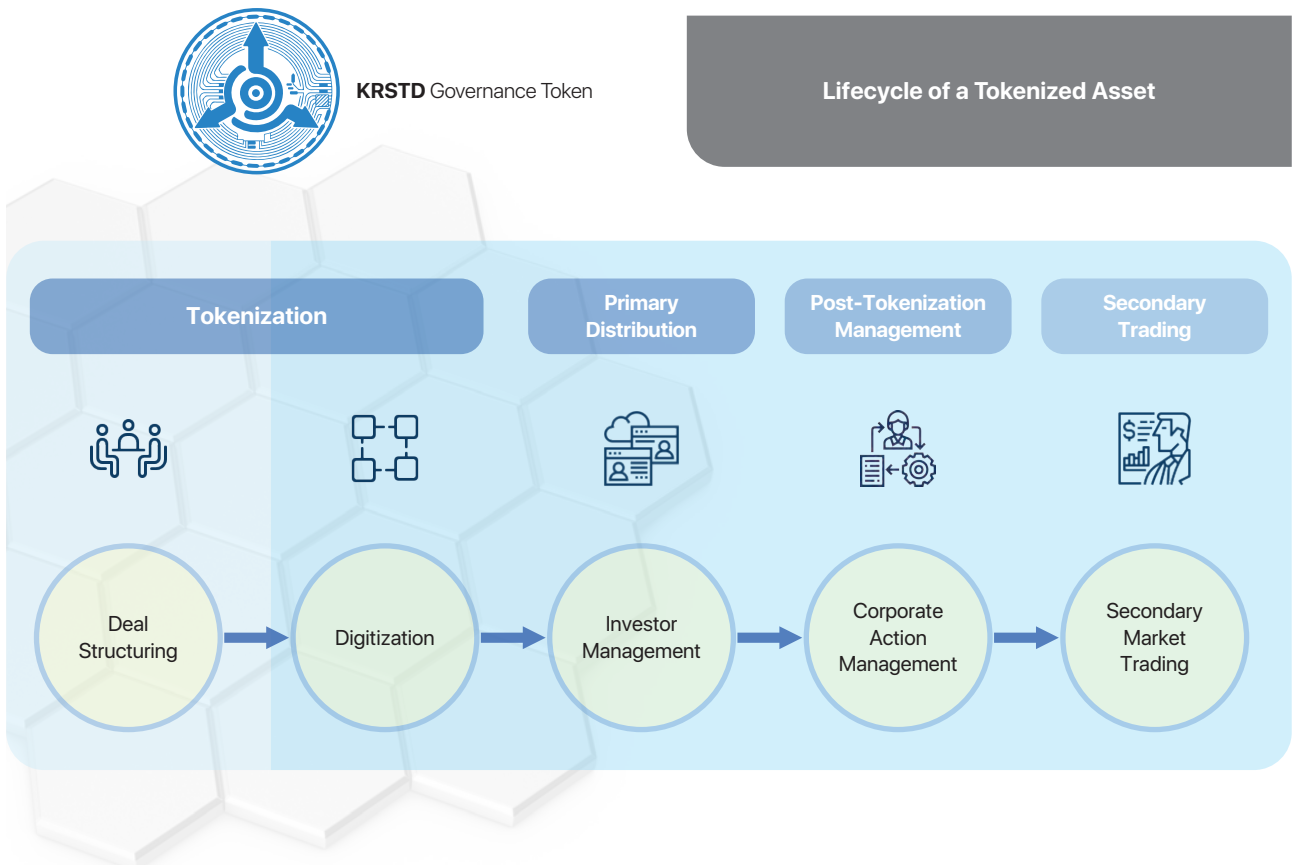 KRSTD Governance Token
Lifecycle of a Tokenized Asset
Tokenization
Primary
Distribution
Post-Tokenization
Management
Secondary
Trading
$
Deal
Structuring
Digitization
Investor
Management
Corporate
Action
Management
Secondary
Market
Trading